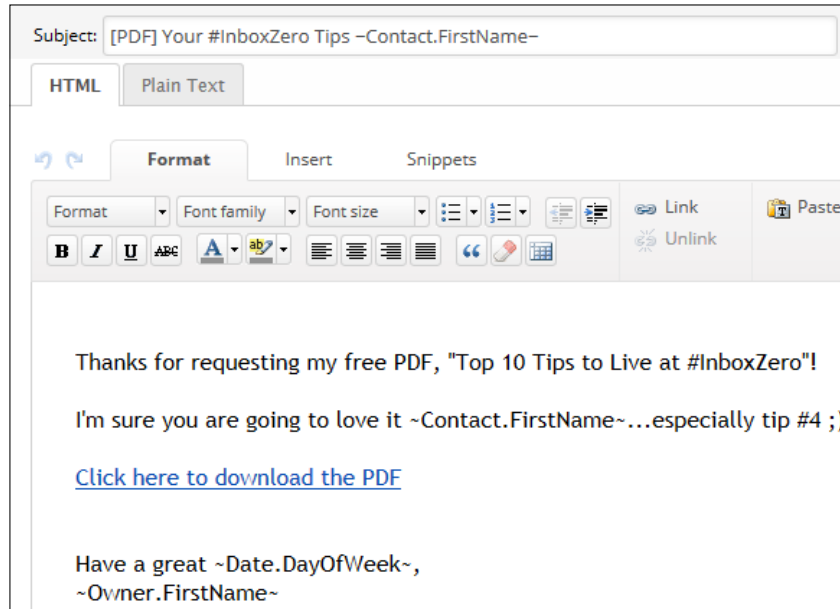 Subject: [PDF] Your #InboxZero Tips ~Contact.FirstName~
HTML Plain Text
Format Insert Snippets
Format Font family Font size Link Paste
B I U ABC A ab Unlink
Thanks for requesting my free PDF, "Top 10 Tips to Live at #InboxZero"!
I'm sure you are going to love it ~Contact.FirstName~...especially tip #4 ;)
Click here to download the PDF
Have a great ~Date.DayOfWeek~,
~Owner.FirstName~